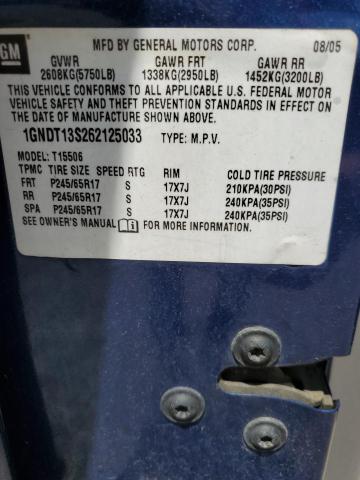 GM
MFD BY GENERAL MOTORS CORP. 08/05
GVWR GAWR FRT GAWR RR
2608KG(5750LB) 1338KG(2950LB) 1452KG(3200LB)
THIS VEHICLE CONFORMS TO ALL APPLICABLE U.S. FEDERAL MOTOR
VEHICLE SAFETY AND THEFT PREVENTION STANDARDS IN EFFECT ON
THE DATE OF MANUFACTURE SHOWN ABOVE.
1GNDT13S262125033 TYPE: M.P.V.
MODEL: T15506
TPMC TIRE SIZE SPEED RTG RIM COLD TIRE PRESSURE
FRT P245/65R17 S 17X7J 210KPA(30PSI)
RR P245/65R17 S 17X7J 240KPA(35PSI)
SPA P245/65R17 S 17X7J 240KPA(35PSI)
SEE OWNER'S MANUAL FOR MORE INFORMATION.